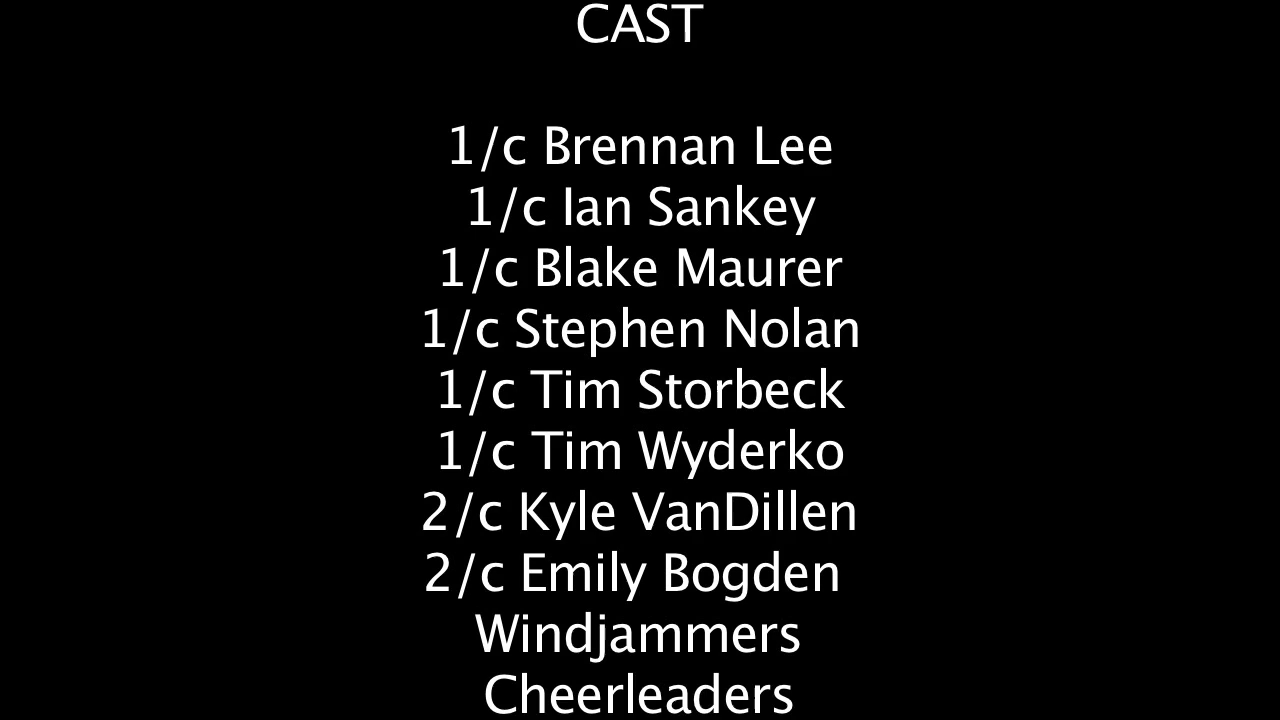 CAST
1/c Brennan Lee
1/c Ian Sankey
1/c Blake Maurer
1/c Stephen Nolan
1/c Tim Storbeck
1/c Tim Wyderko
2/c Kyle VanDillen
2/c Emily Bogden
Windjammers
Cheerleaders